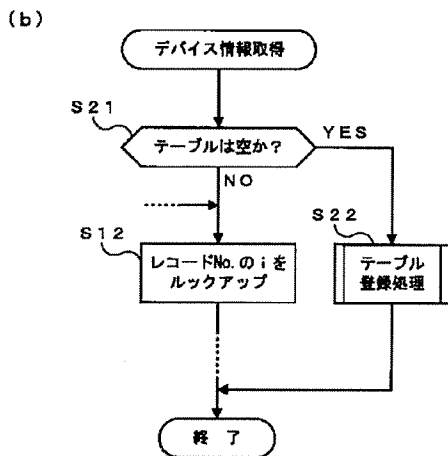 (b)
デバイス情報取得
S21
テーブルは空か?
YES
NO
S22
S12
レコードNo.のiを
ルックアップ
テーブル
登録処理
終 了